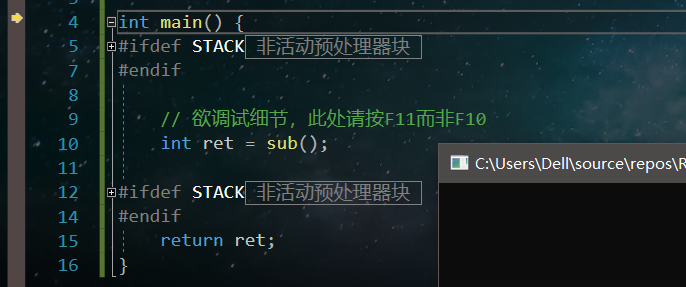 4 int main() {
5 #ifdef STACK 非活动预处理器块
7 #endif
8
9 // 欲调试细节，此处请按F11而非F10
10 int ret = sub();
11
12 #ifdef STACK 非活动预处理器块
14 #endif
15 return ret;
16 }
C:\Users\Dell\source\repos\R